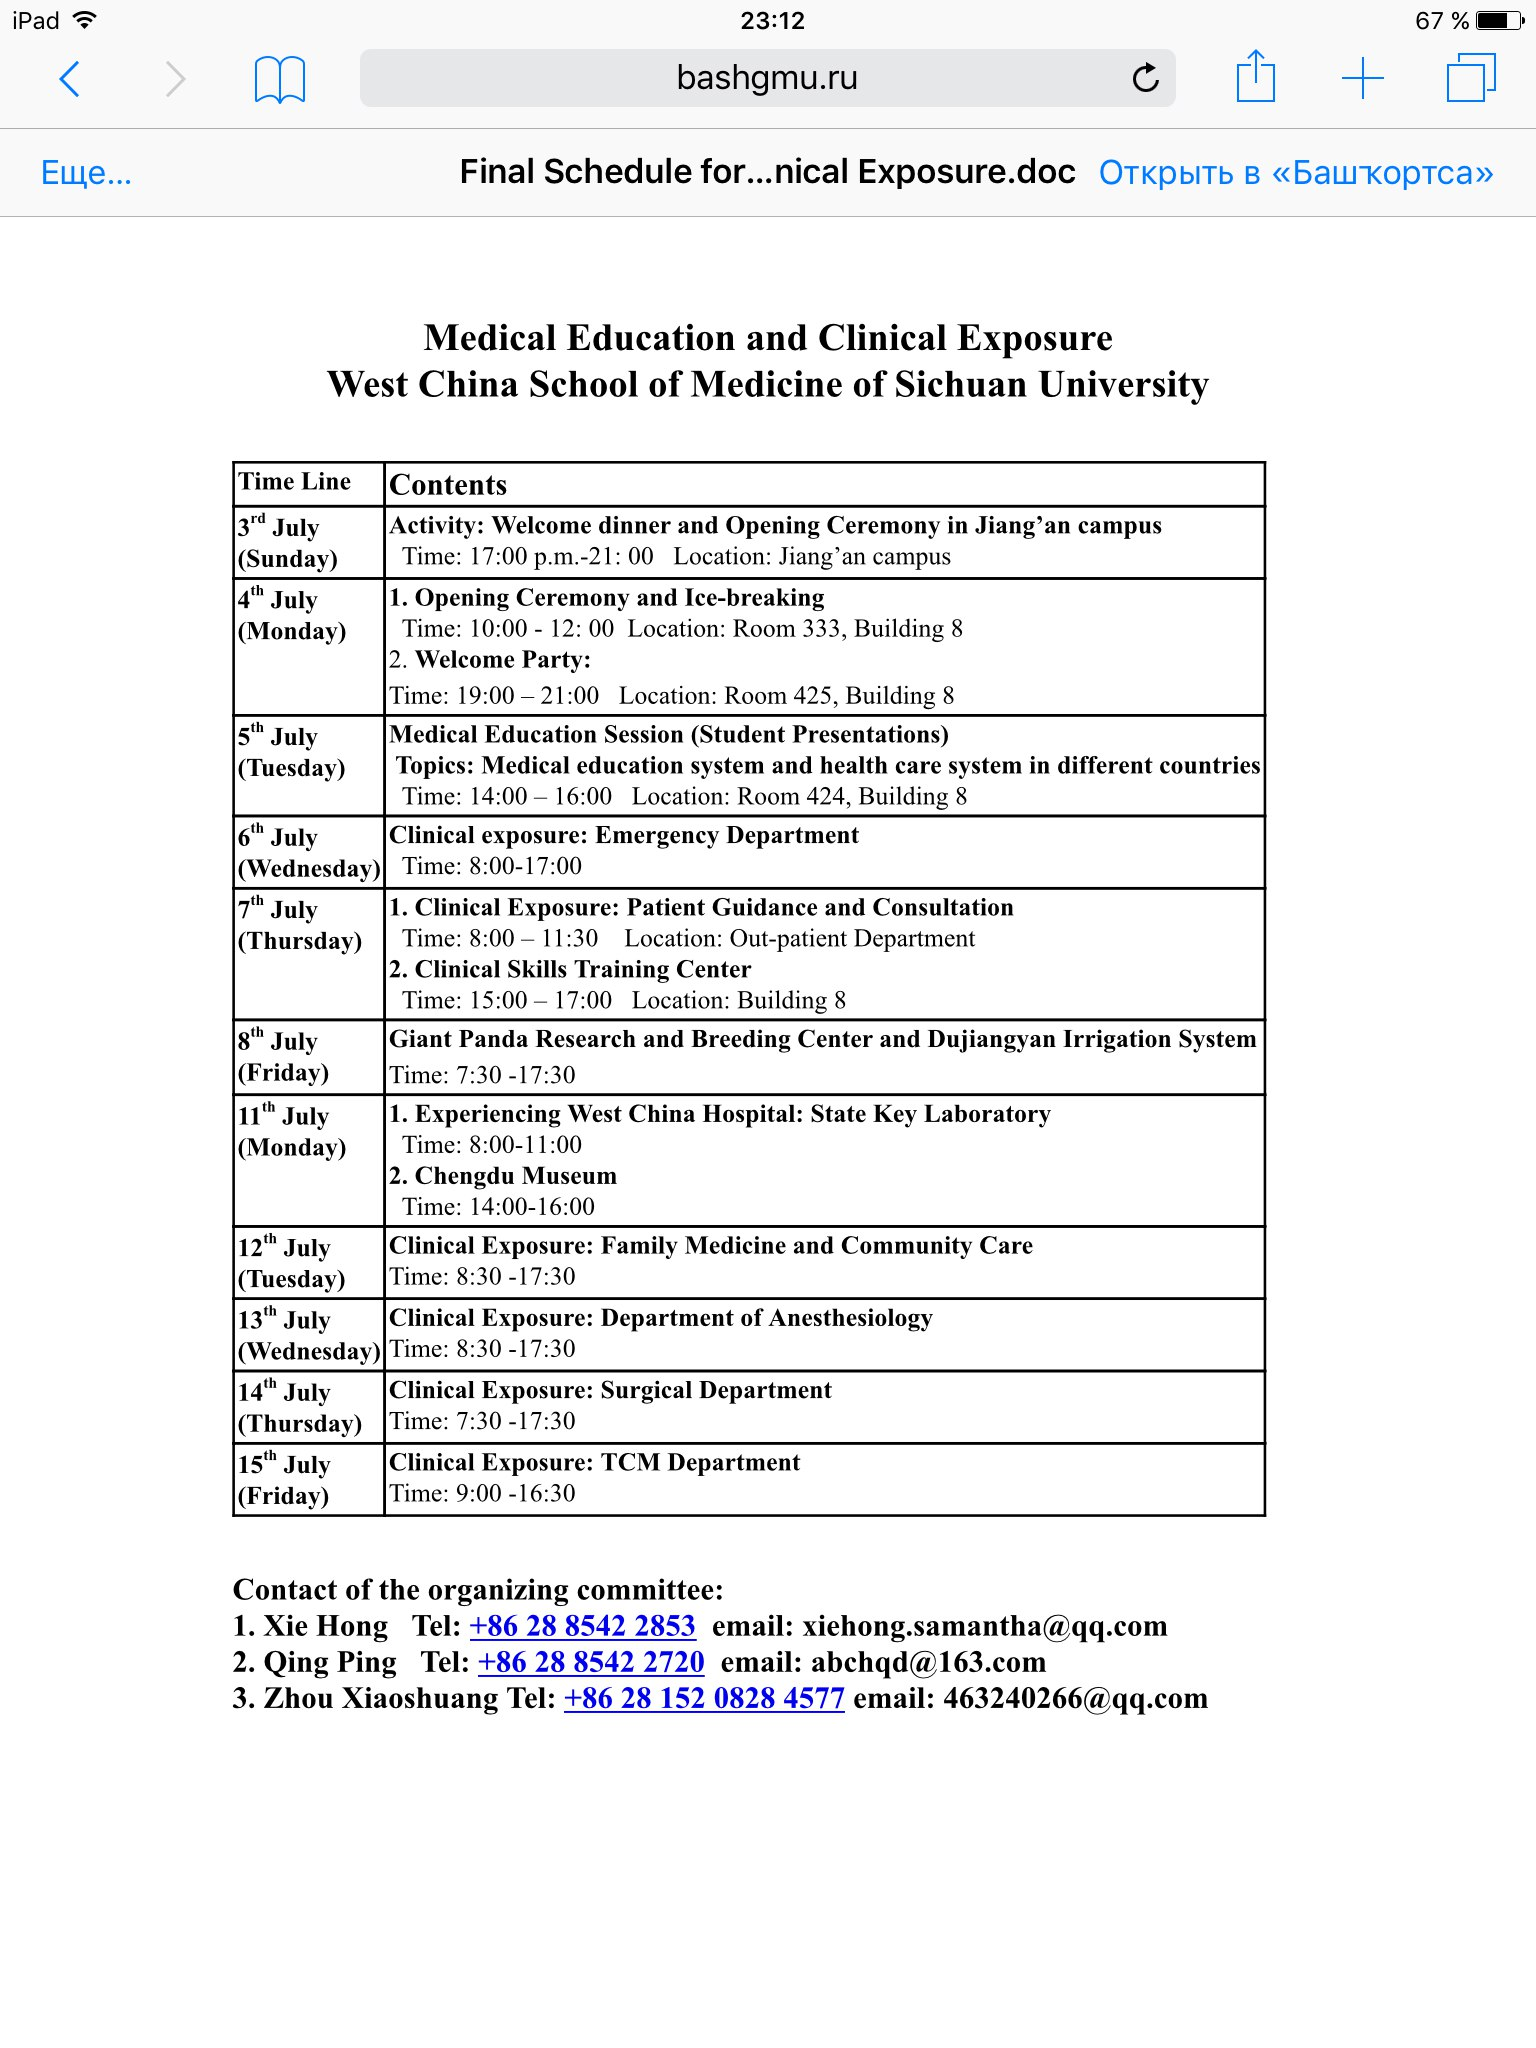 iPad 23:12 67 %
bashgmu.ru
Еще... Final Schedule for...nical Exposure.doc Открыть в «Башҡортса»
Medical Education and Clinical Exposure
West China School of Medicine of Sichuan University
Time Line Contents
3rd July Activity: Welcome dinner and Opening Ceremony in Jiang’an campus
(Sunday) Time: 17:00 p.m.-21: 00 Location: Jiang’an campus
4th July 1. Opening Ceremony and Ice-breaking
(Monday) Time: 10:00 - 12: 00 Location: Room 333, Building 8
2. Welcome Party:
Time: 19:00 – 21:00 Location: Room 425, Building 8
5th July Medical Education Session (Student Presentations)
(Tuesday) Topics: Medical education system and health care system in different countries
Time: 14:00 – 16:00 Location: Room 424, Building 8
6th July Clinical exposure: Emergency Department
(Wednesday) Time: 8:00-17:00
7th July 1. Clinical Exposure: Patient Guidance and Consultation
(Thursday) Time: 8:00 – 11:30 Location: Out-patient Department
2. Clinical Skills Training Center
Time: 15:00 – 17:00 Location: Building 8
8th July Giant Panda Research and Breeding Center and Dujiangyan Irrigation System
(Friday) Time: 7:30 -17:30
11th July 1. Experiencing West China Hospital: State Key Laboratory
(Monday) Time: 8:00-11:00
2. Chengdu Museum
Time: 14:00-16:00
12th July Clinical Exposure: Family Medicine and Community Care
(Tuesday) Time: 8:30 -17:30
13th July Clinical Exposure: Department of Anesthesiology
(Wednesday) Time: 8:30 -17:30
14th July Clinical Exposure: Surgical Department
(Thursday) Time: 7:30 -17:30
15th July Clinical Exposure: TCM Department
(Friday) Time: 9:00 -16:30
Contact of the organizing committee:
1. Xie Hong Tel: +86 28 8542 2853 email: xiehong.samantha@qq.com
2. Qing Ping Tel: +86 28 8542 2720 email: abchqd@163.com
3. Zhou Xiaoshuang Tel: +86 28 152 0828 4577 email: 463240266@qq.com